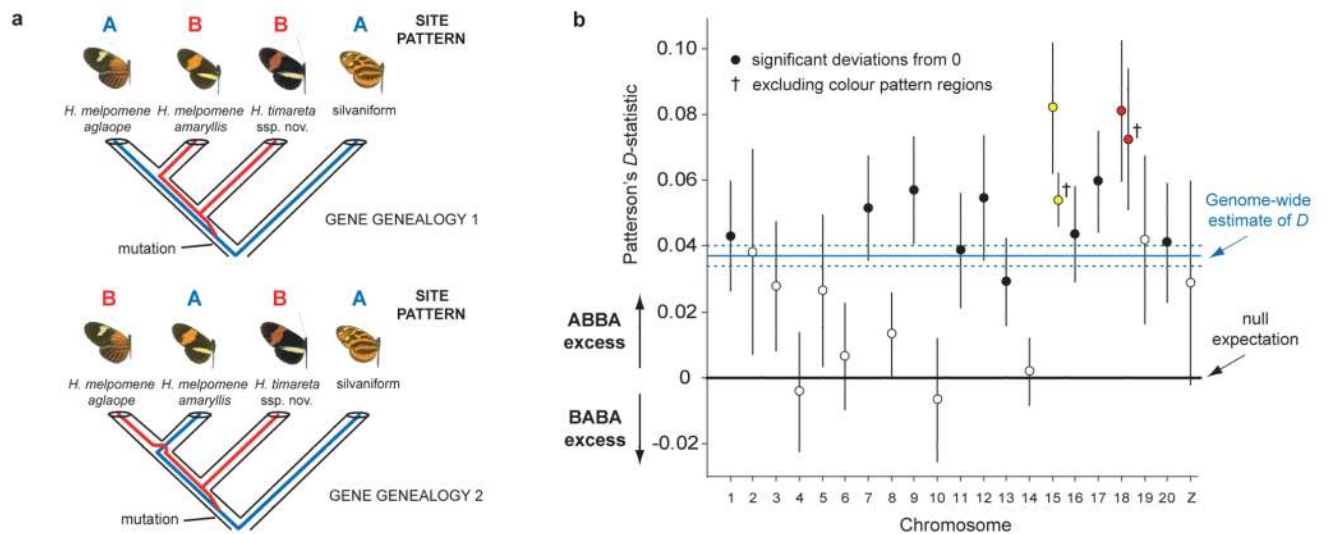 a
A B B A SITE
PATTERN
H. melpomene H. melpomene H. timareta silvaniform
aglaope amaryllis ssp. nov.
GENE GENEALOGY 1
mutation
B A B A SITE
PATTERN
H. melpomene H. melpomene H. timareta silvaniform
aglaope amaryllis ssp. nov.
GENE GENEALOGY 2
mutation
b
Patterson's D-statistic
0.10
0.08
0.06
0.04
0.02
0
-0.02
ABBA
excess
BABA
excess
● significant deviations from 0
† excluding colour pattern regions
†
†
Genome-wide
estimate of D
null
expectation
1 2 3 4 5 6 7 8 9 10 11 12 13 14 15 16 17 18 19 20 Z
Chromosome